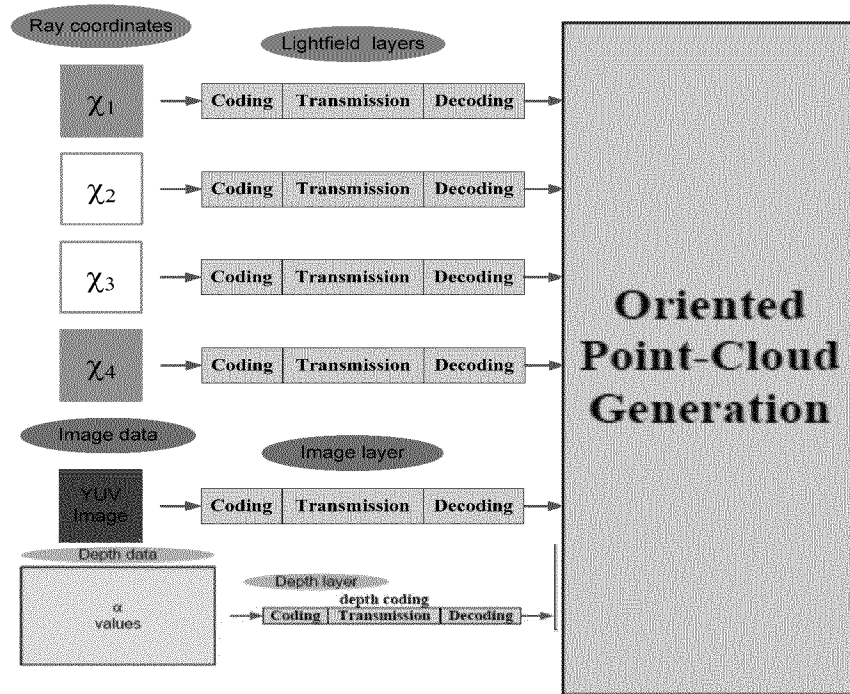 Ray coordinates
Lightfield layers
χ1
Coding Transmission Decoding
χ2
Coding Transmission Decoding
χ3
Coding Transmission Decoding
χ4
Coding Transmission Decoding
Oriented
Point-Cloud
Generation
Image data
Image layer
YUV
Image
Coding Transmission Decoding
Depth data
Depth layer
depth coding
α
values
Coding Transmission Decoding